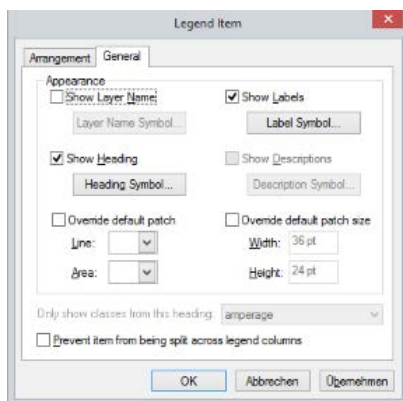 Legend Item
Arrangement General
Appearance
Show Layer Name
Show Labels
Layer Name Symbol...
Label Symbol...
Show Heading
Show Descriptions
Heading Symbol...
Description Symbol...
Override default patch
Override default patch size
Line:
Width: 36 pt
Area:
Height: 24 pt
Only show classes from this heading: amperage
Prevent item from being split across legend columns
OK Abbrechen Übernehmen